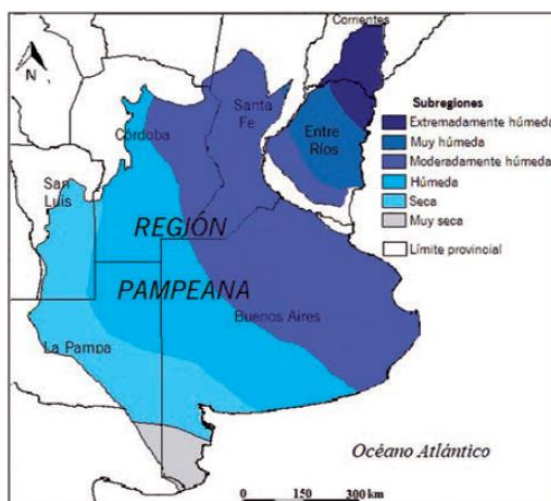 Corrientes
N
Santa
Fe
Córdoba
Entre
Ríos
San
Luis
REGIÓN
PAMPEANA
Buenos Aires
La Pampa
Océano Atlántico
0 150 300 km
Subregiones
Extremadamente húmeda
Muy húmeda
Moderadamente húmeda
Húmeda
Seca
Muy seca
Límite provincial